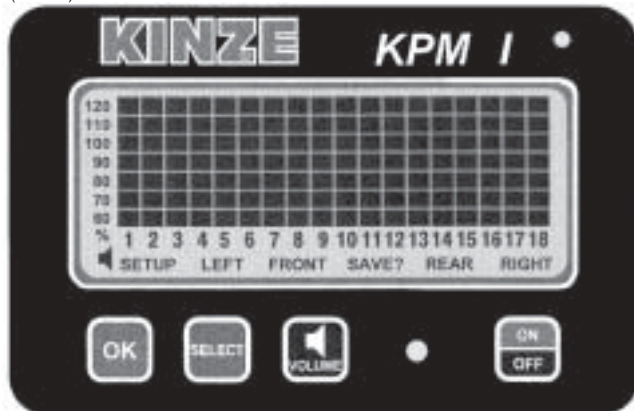 KINZE KPM I
120
110
100
90
80
70
60
% 1 2 3 4 5 6 7 8 9 10 11 12 13 14 15 16 17 18
SETUP LEFT FRONT SAVE? REAR RIGHT
OK SELECT VOLUME ON
OFF